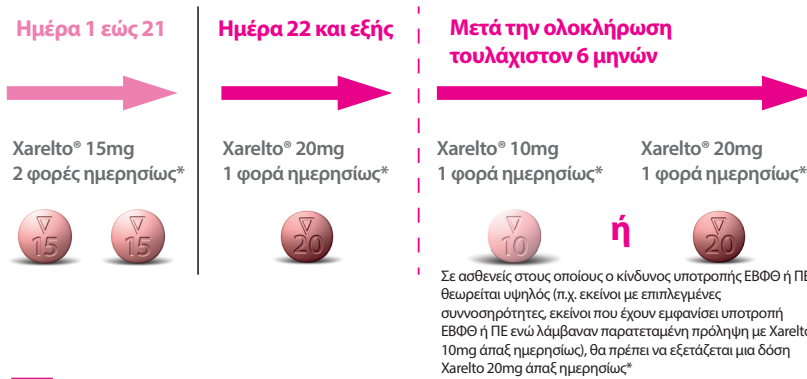 Ημέρα 1 εώς 21
Ημέρα 22 και εξής
Μετά την ολοκλήρωση
τουλάχιστον 6 μηνών
Xarelto® 15mg
2 φορές ημερησίως*
Xarelto® 20mg
1 φορά ημερησίως*
Xarelto® 10mg
1 φορά ημερησίως*
Xarelto® 20mg
1 φορά ημερησίως*
15
15
20
10
ή
20
Σε ασθενείς στους οποίους ο κίνδυνος υποτροπής ΕΒΦΘ ή ΠΕ
θεωρείται υψηλός (π.χ. εκείνοι με επιπλεγμένες
συννοσηρότητες, εκείνοι που έχουν εμφανίσει υποτροπή
ΕΒΦΘ ή ΠΕ ενώ λάμβαναν παρατεταμένη πρόληψη με Xarelto
10mg άπαξ ημερησίως), θα πρέπει να εξετάζεται μια δόση
Xarelto 20mg άπαξ ημερησίως*